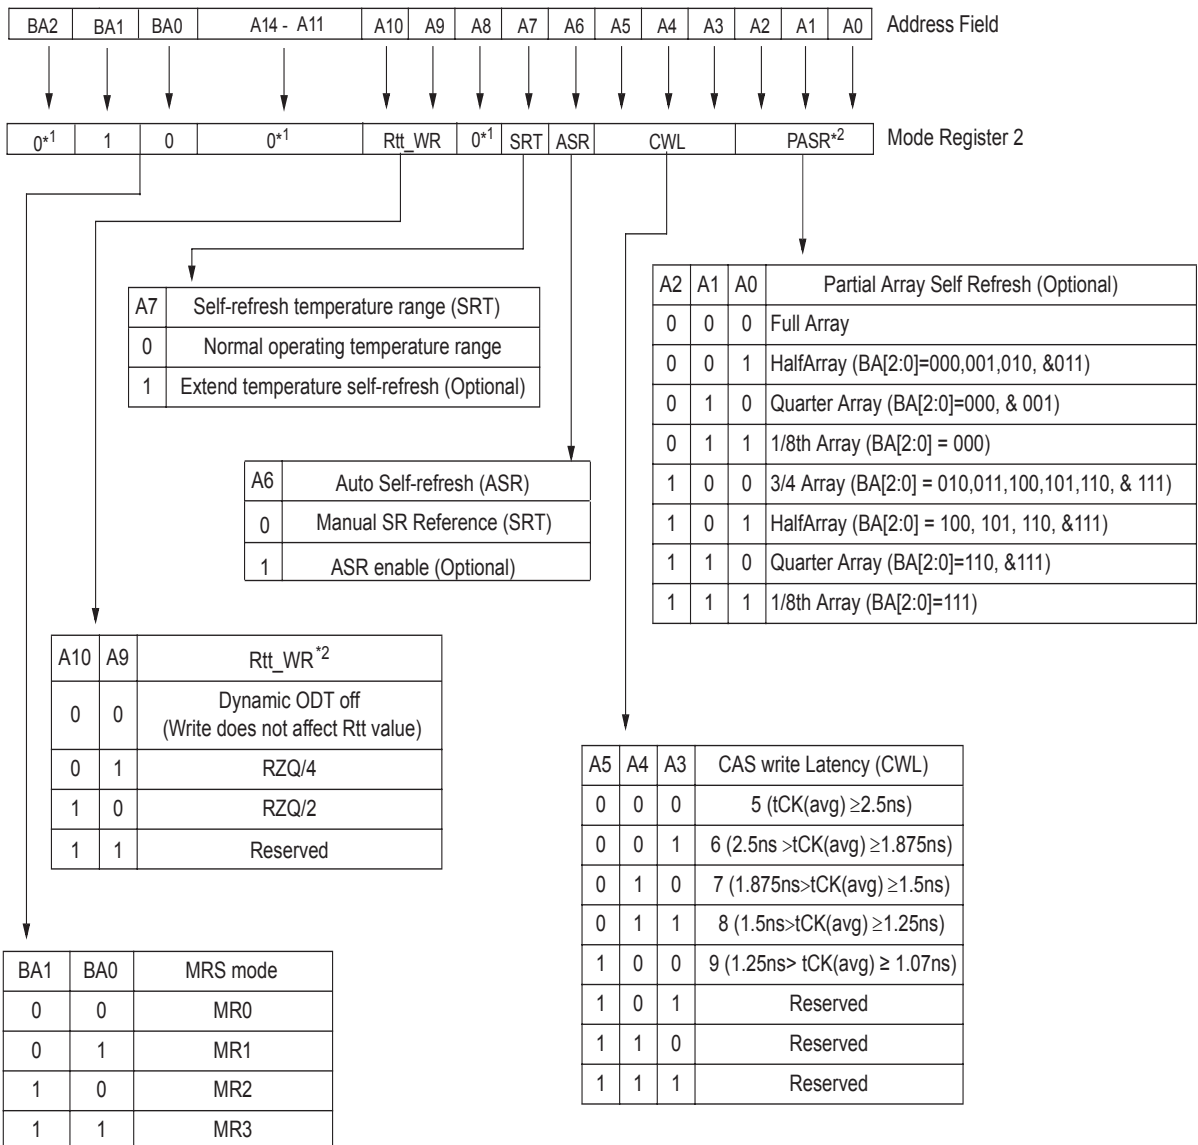 BA2 BA1 BA0 A14 - A11 A10 A9 A8 A7 A6 A5 A4 A3 A2 A1 A0 Address Field
0*1 1 0 0*1 Rtt_WR 0*1 SRT ASR CWL PASR*2 Mode Register 2
A7 Self-refresh temperature range (SRT)
0 Normal operating temperature range
1 Extend temperature self-refresh (Optional)
A2 A1 A0 Partial Array Self Refresh (Optional)
0 0 0 Full Array
0 0 1 HalfArray (BA[2:0]=000,001,010, &011)
0 1 0 Quarter Array (BA[2:0]=000, & 001)
0 1 1 1/8th Array (BA[2:0] = 000)
1 0 0 3/4 Array (BA[2:0] = 010,011,100,101,110, & 111)
1 0 1 HalfArray (BA[2:0] = 100, 101, 110, &111)
1 1 0 Quarter Array (BA[2:0]=110, &111)
1 1 1 1/8th Array (BA[2:0]=111)
A6 Auto Self-refresh (ASR)
0 Manual SR Reference (SRT)
1 ASR enable (Optional)
A10 A9 Rtt_WR*2
0 0 Dynamic ODT off
(Write does not affect Rtt value)
0 1 RZQ/4
1 0 RZQ/2
1 1 Reserved
A5 A4 A3 CAS write Latency (CWL)
0 0 0 5 (tCK(avg) ≥2.5ns)
0 0 1 6 (2.5ns >tCK(avg) ≥1.875ns)
0 1 0 7 (1.875ns>tCK(avg) ≥1.5ns)
0 1 1 8 (1.5ns>tCK(avg) ≥1.25ns)
1 0 0 9 (1.25ns> tCK(avg) ≥ 1.07ns)
1 0 1 Reserved
1 1 0 Reserved
1 1 1 Reserved
BA1 BA0 MRS mode
0 0 MR0
0 1 MR1
1 0 MR2
1 1 MR3